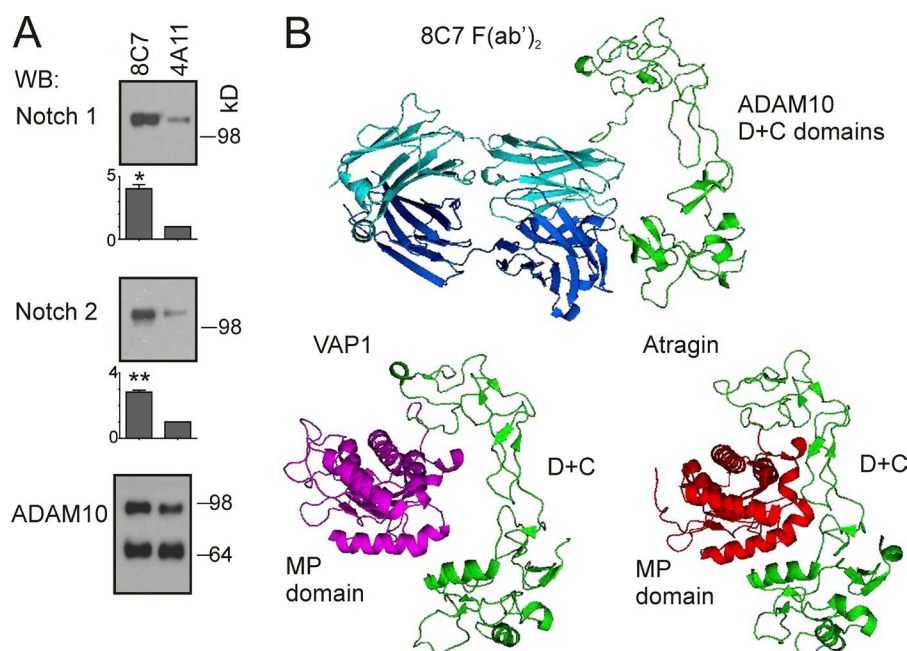 A
8C7
4A11
WB:
kD
Notch 1
–98
5
*
0
Notch 2
–98
4
**
0
ADAM10
–98
–64
B
8C7 F(ab’)2
ADAM10
D+C domains
VAP1
D+C
MP
domain
Atragin
D+C
MP
domain